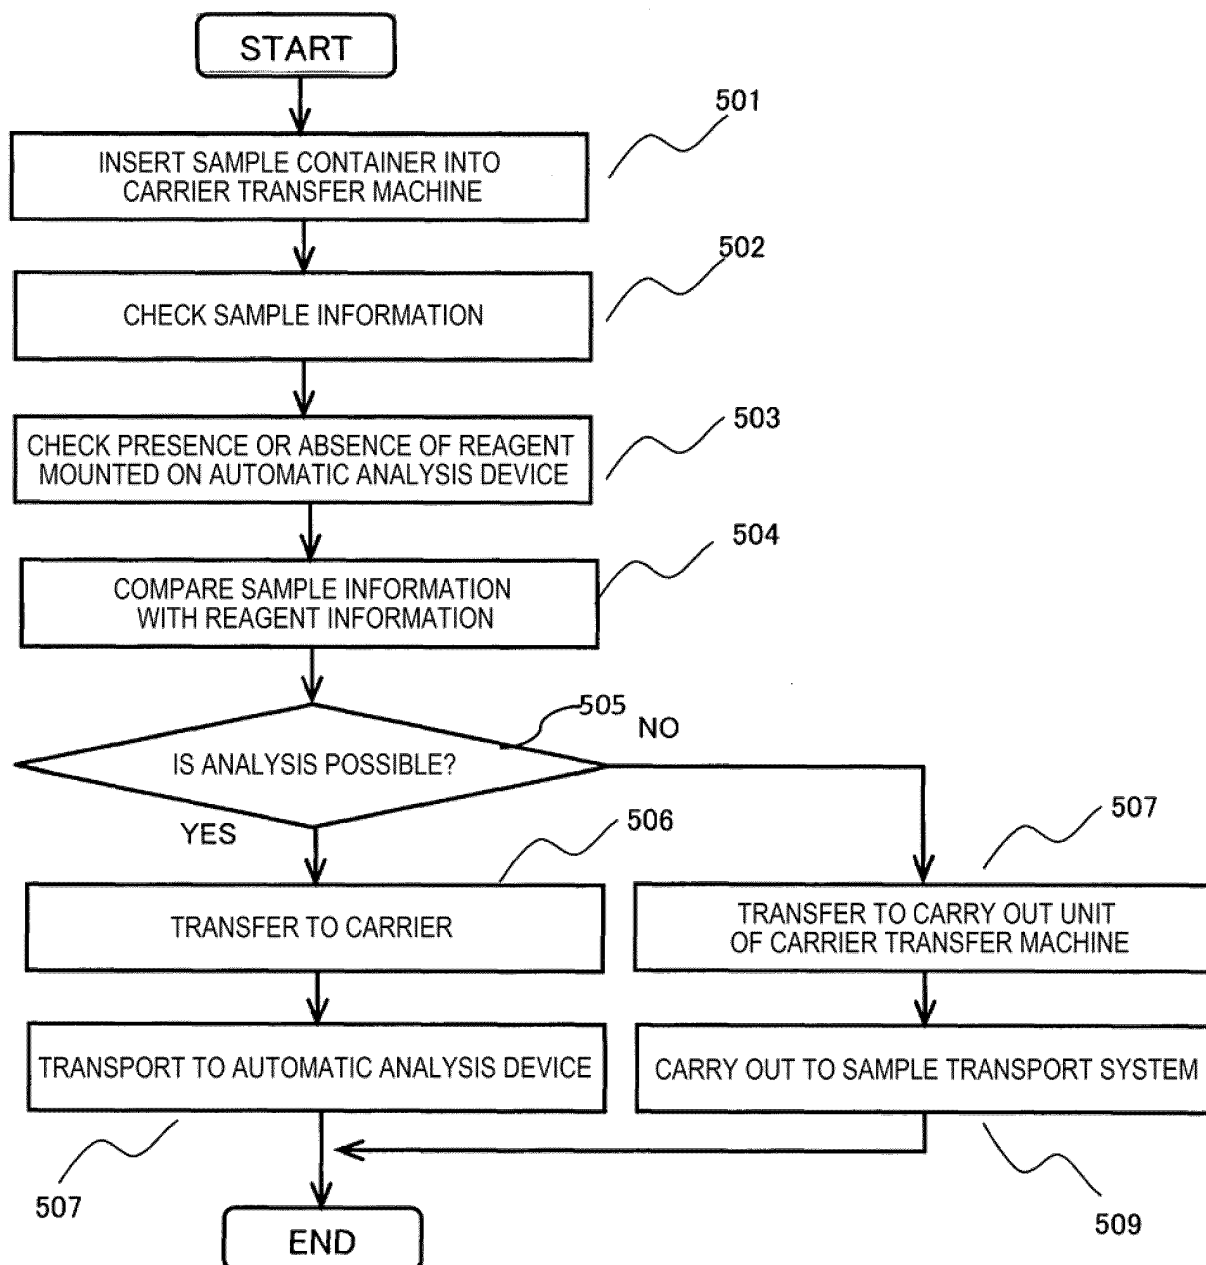 START
501
INSERT SAMPLE CONTAINER INTO
CARRIER TRANSFER MACHINE
502
CHECK SAMPLE INFORMATION
503
CHECK PRESENCE OR ABSENCE OF REAGENT
MOUNTED ON AUTOMATIC ANALYSIS DEVICE
504
COMPARE SAMPLE INFORMATION
WITH REAGENT INFORMATION
505
NO
IS ANALYSIS POSSIBLE?
YES
506
507
TRANSFER TO CARRIER
TRANSFER TO CARRY OUT UNIT
OF CARRIER TRANSFER MACHINE
TRANSPORT TO AUTOMATIC ANALYSIS DEVICE
CARRY OUT TO SAMPLE TRANSPORT SYSTEM
507
509
END